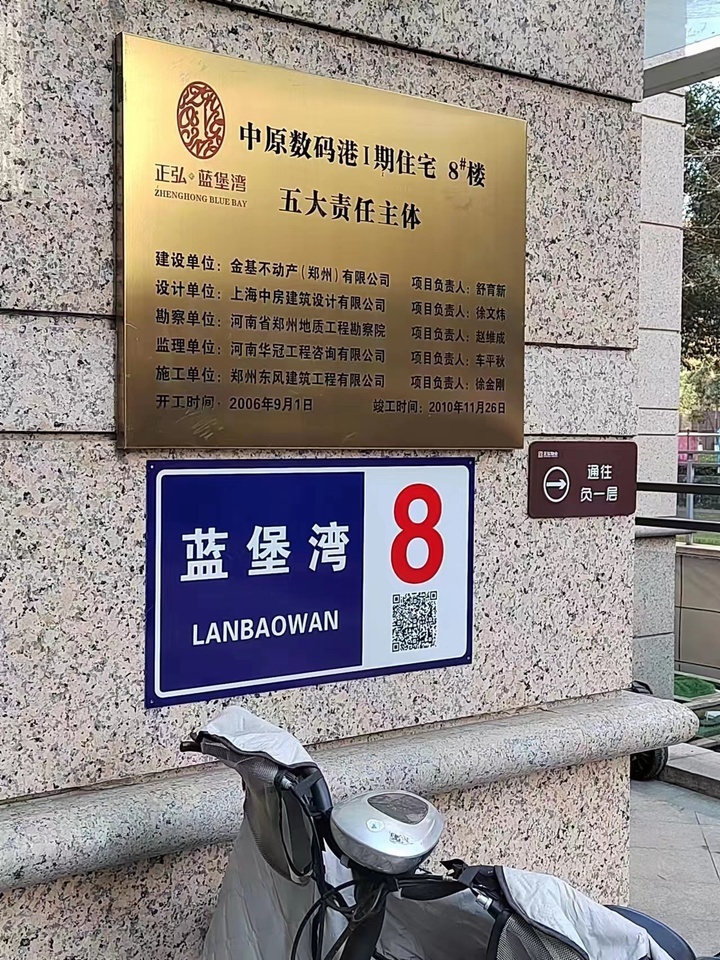 正弘 蓝堡湾
ZHENGHONG BLUE BAY
中原数码港I期住宅 8#楼
五大责任主体
建设单位：金基不动产(郑州)有限公司 项目负责人：舒育新
设计单位：上海中房建筑设计有限公司 项目负责人：徐文炜
勘察单位：河南省郑州地质工程勘察院 项目负责人：赵维成
监理单位：河南华冠工程咨询有限公司 项目负责人：车平秋
施工单位：郑州东风建筑工程有限公司 项目负责人：徐金刚
开工时间：2006年9月1日 竣工时间：2010年11月26日
蓝堡湾
LANBAOWAN
8
通往
负一层